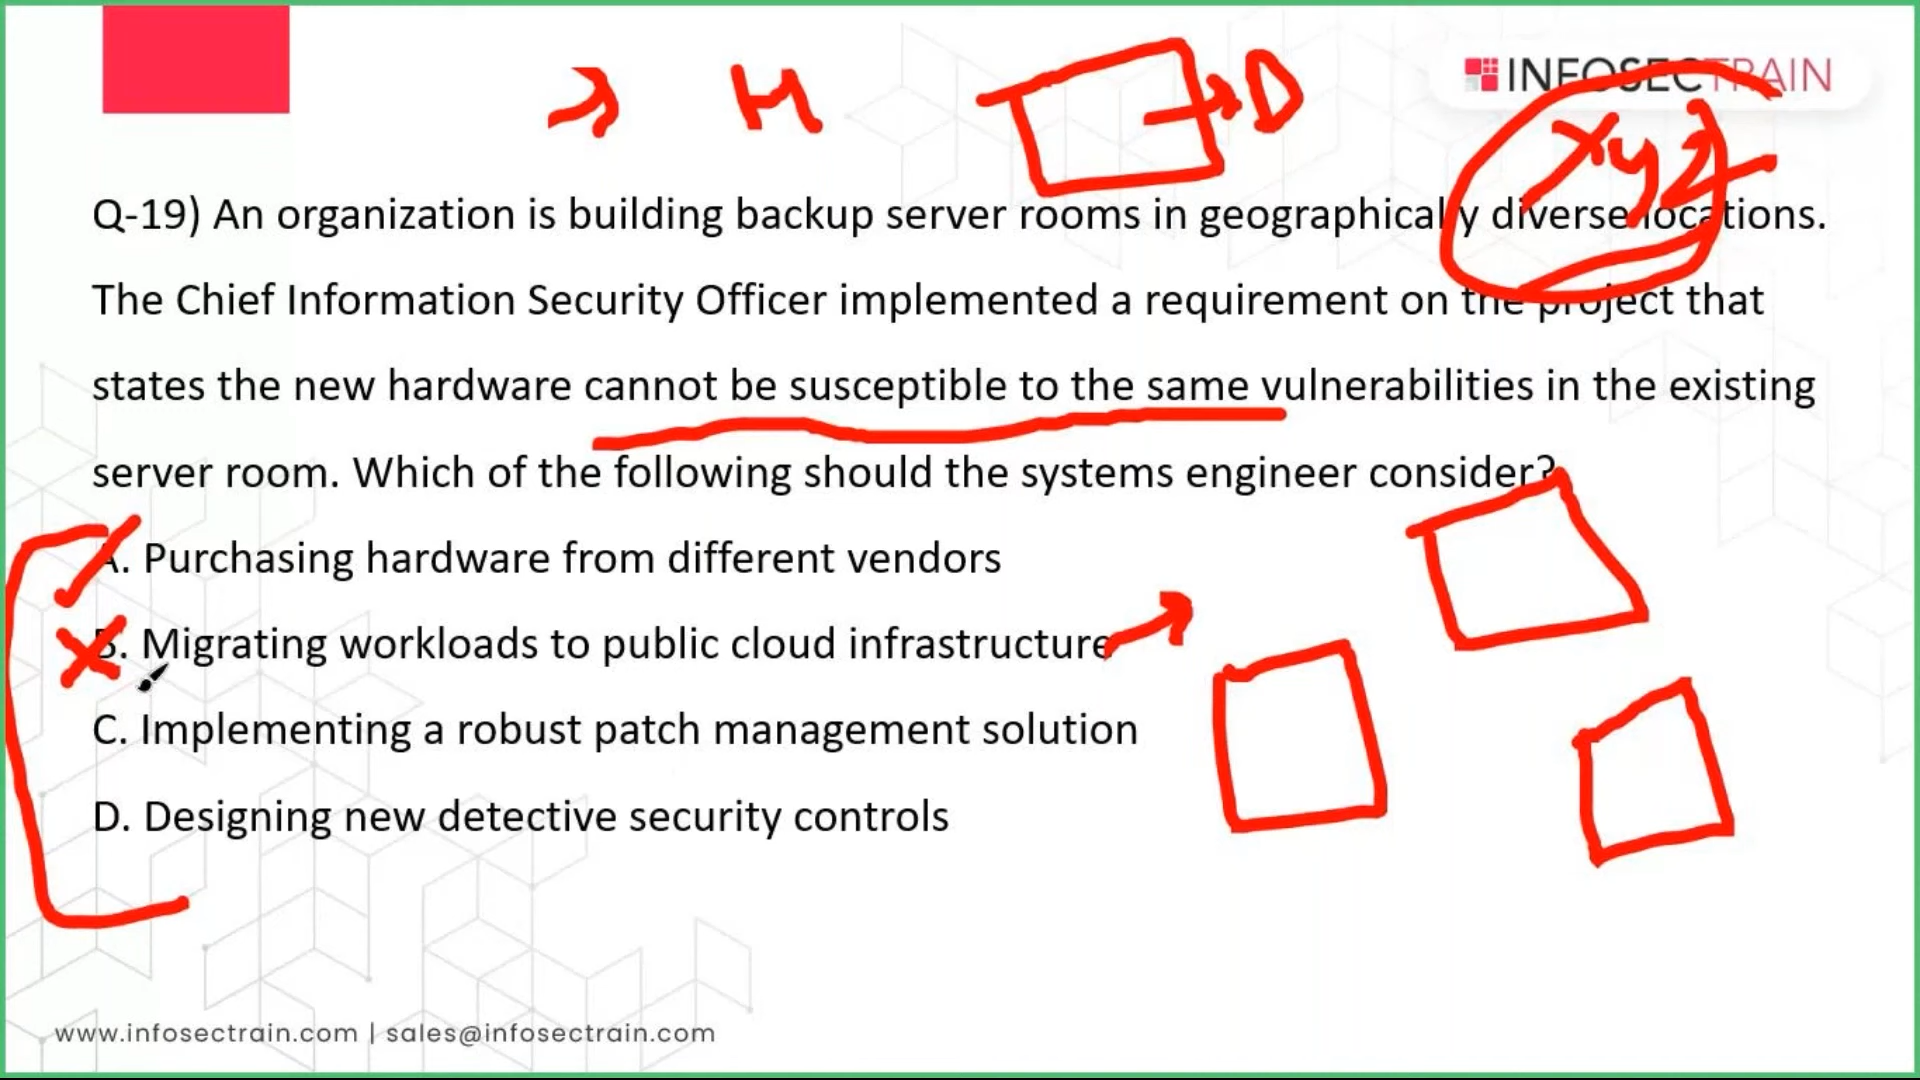 H
D
INFOSECTRAIN
xyz
Q-19) An organization is building backup server rooms in geographically diverse locations.
The Chief Information Security Officer implemented a requirement on the project that
states the new hardware cannot be susceptible to the same vulnerabilities in the existing
server room. Which of the following should the systems engineer consider?
A. Purchasing hardware from different vendors
B. Migrating workloads to public cloud infrastructure
C. Implementing a robust patch management solution
D. Designing new detective security controls
www.infosectrain.com | sales@infosectrain.com